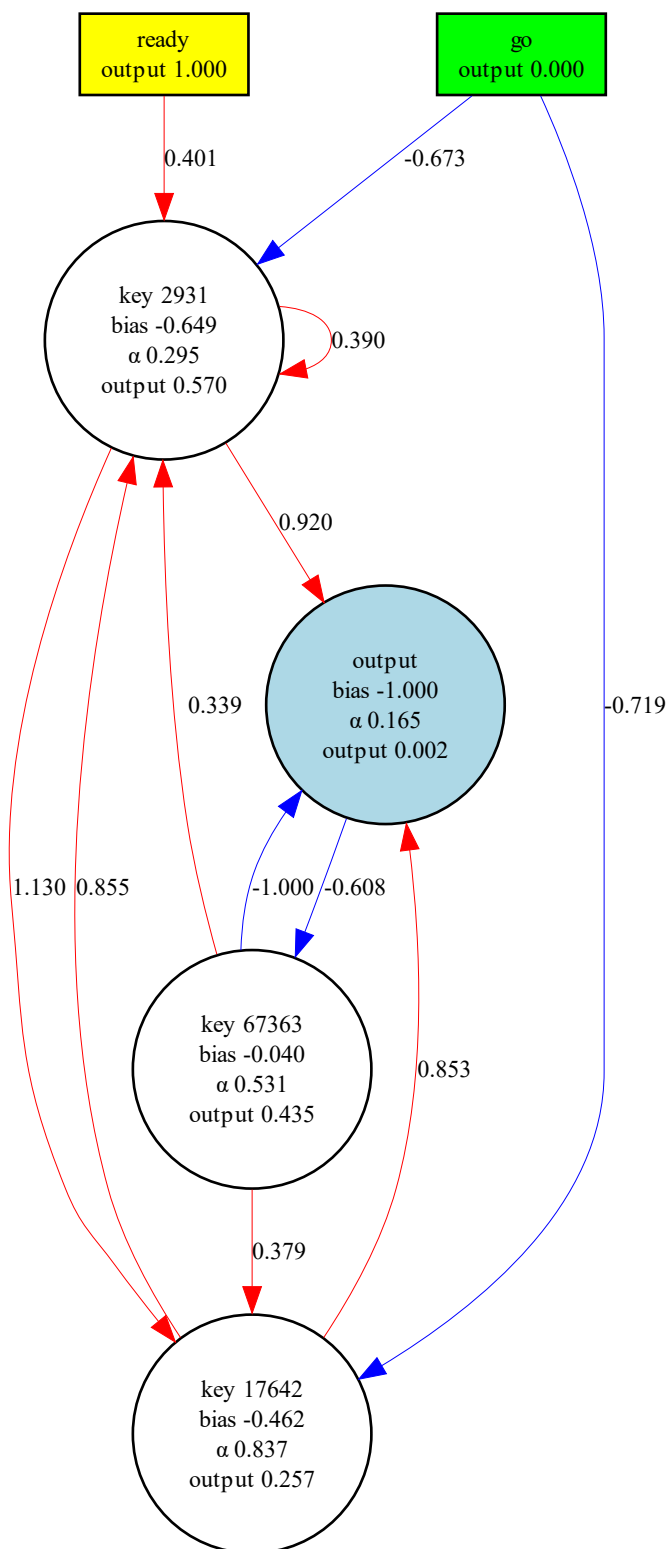 ready
output 1.000
go
output 0.000
0.401
-0.673
key 2931
bias -0.649
α 0.295
output 0.570
0.390
0.920
output
bias -1.000
α 0.165
output 0.002
0.339
-0.719
1.130
0.855
-1.000
-0.608
key 67363
bias -0.040
α 0.531
output 0.435
0.853
0.379
key 17642
bias -0.462
α 0.837
output 0.257